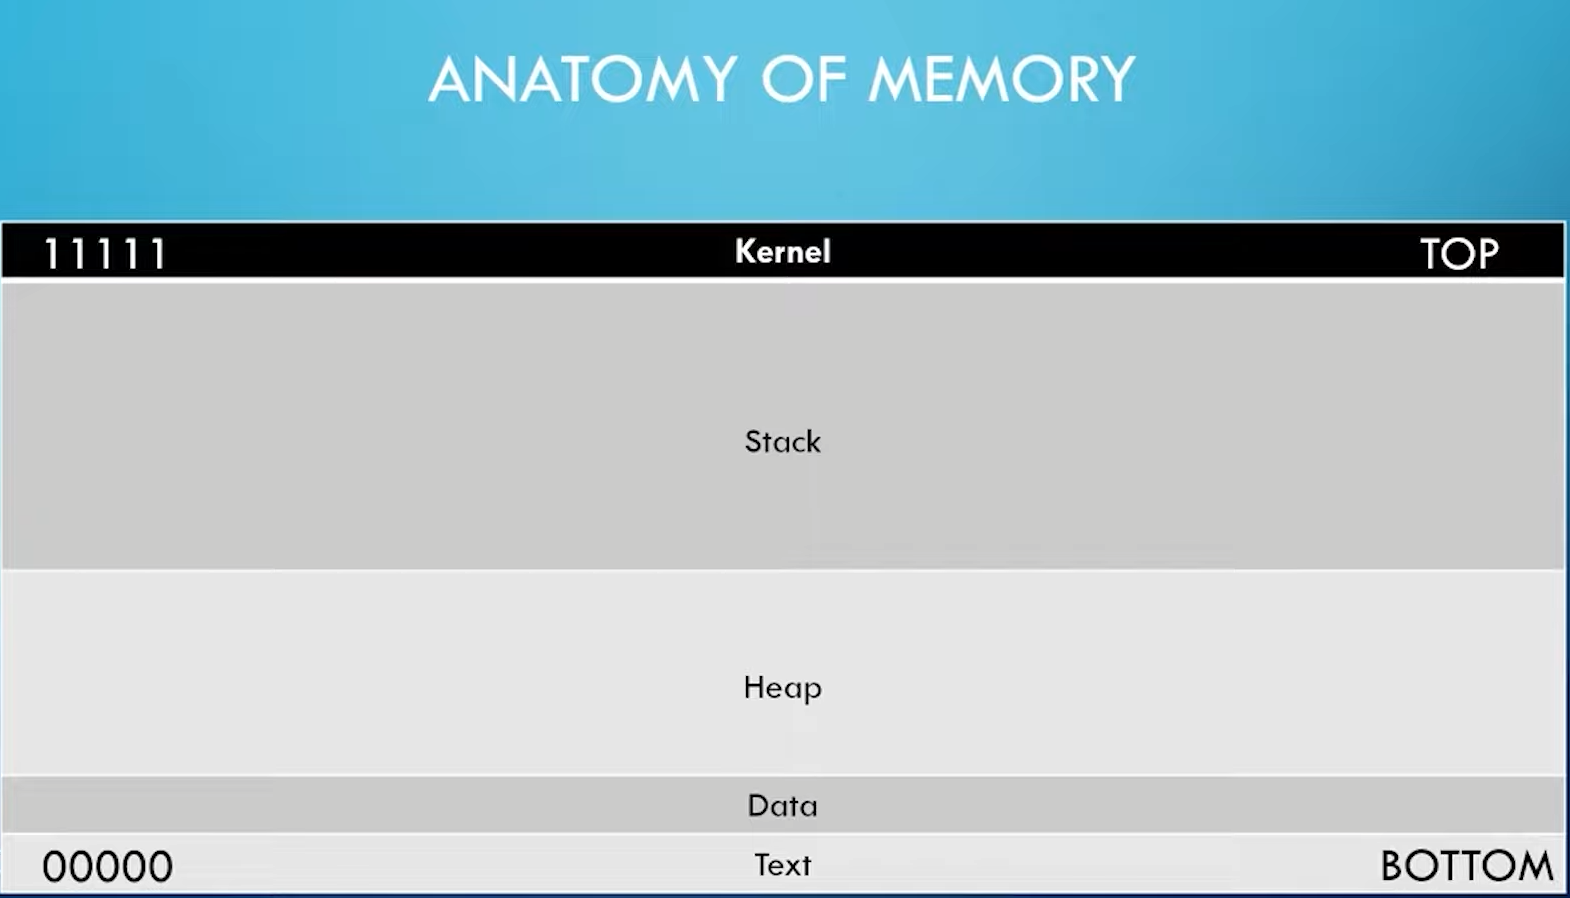 ANATOMY OF MEMORY
11111 Kernel TOP
Stack
Heap
Data
00000 Text BOTTOM